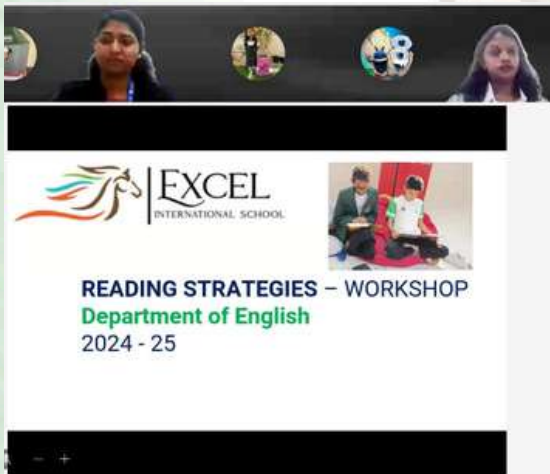 EXCEL
INTERNATIONAL SCHOOL
READING STRATEGIES – WORKSHOP
Department of English
2024 - 25